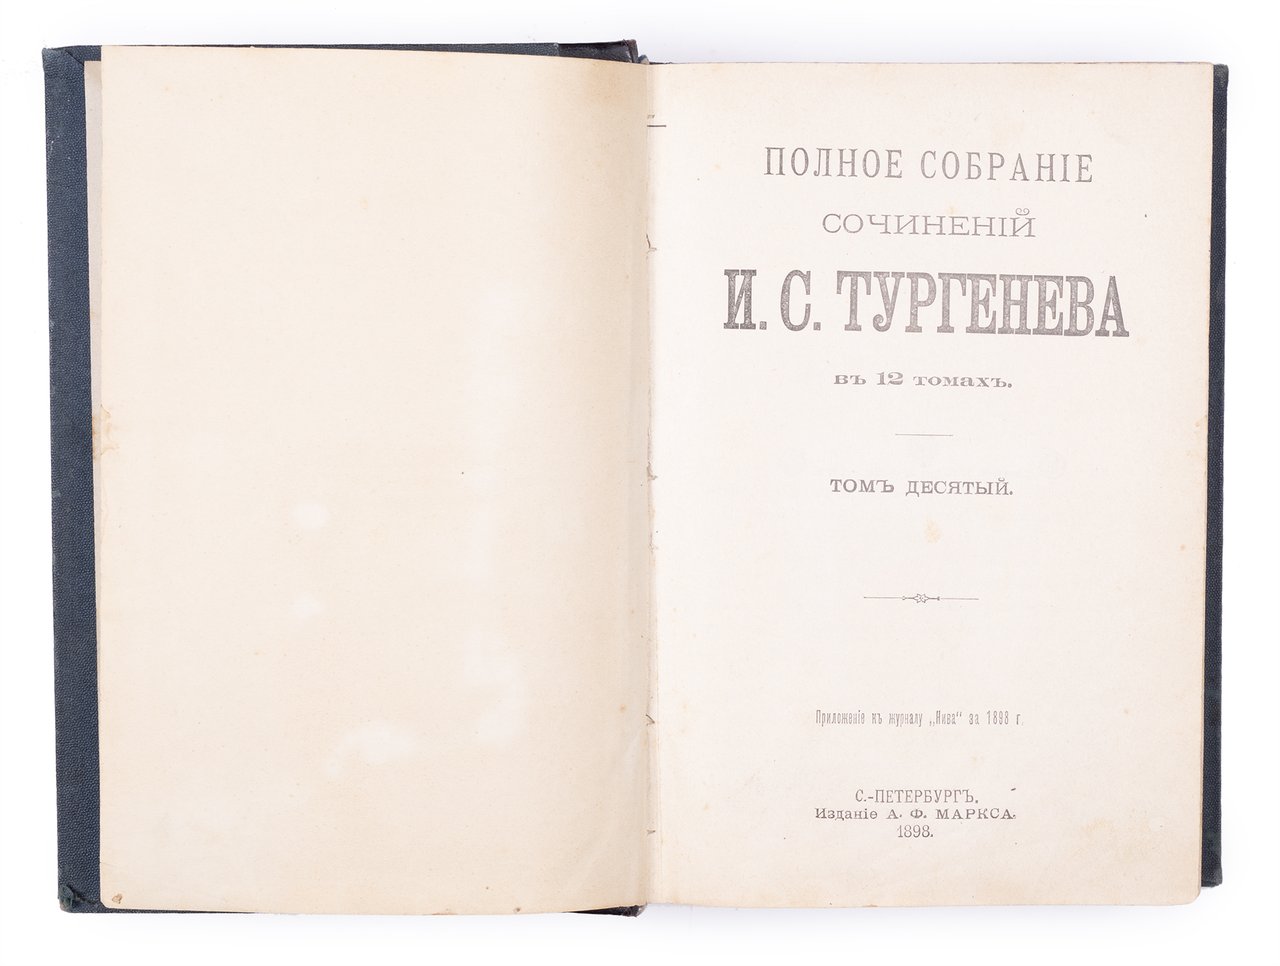 ПОЛНОЕ СОБРАНІЕ
СОЧИНЕНІЙ
И. С. ТУРГЕНЕВА
въ 12 томахъ.
ТОМЪ ДЕСЯТЫЙ.
Приложеніе къ журналу „Нива“ за 1898 г.
С.-ПЕТЕРБУРГЪ.
Изданіе А. Ф. МАРКСА.
1898.